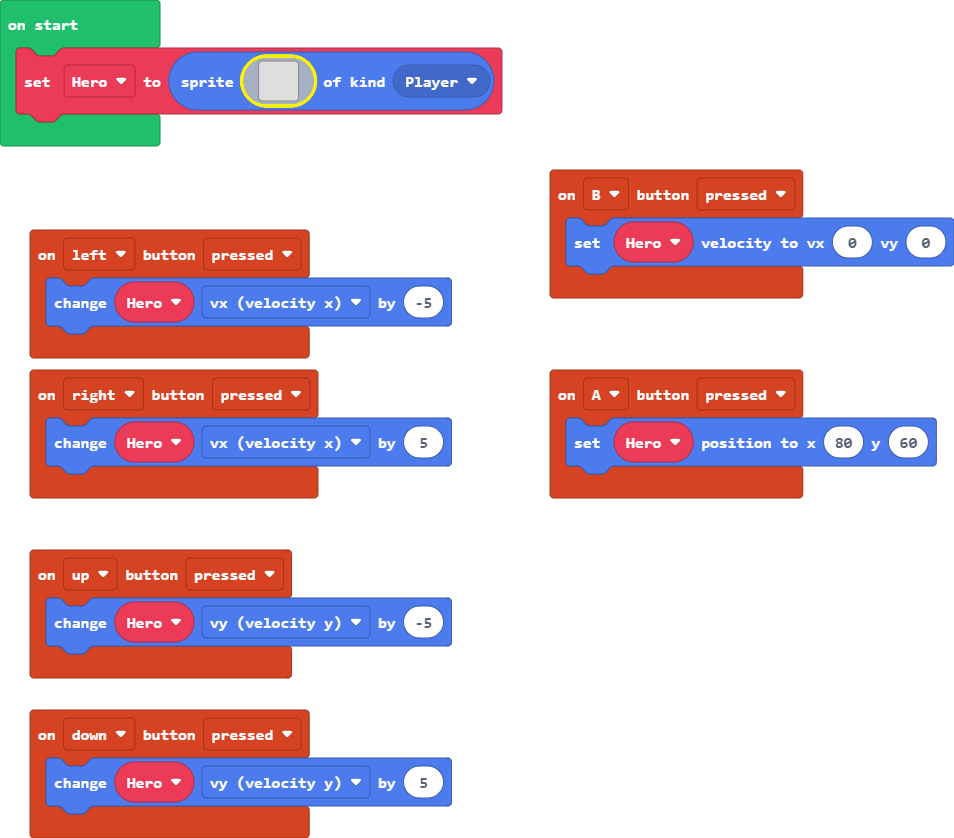 on start
set Hero to sprite of kind Player
on B button pressed
set Hero velocity to vx 0 vy 0
on left button pressed
change Hero vx (velocity x) by -5
on right button pressed
change Hero vx (velocity x) by 5
on A button pressed
set Hero position to x 80 y 60
on up button pressed
change Hero vy (velocity y) by -5
on down button pressed
change Hero vy (velocity y) by 5